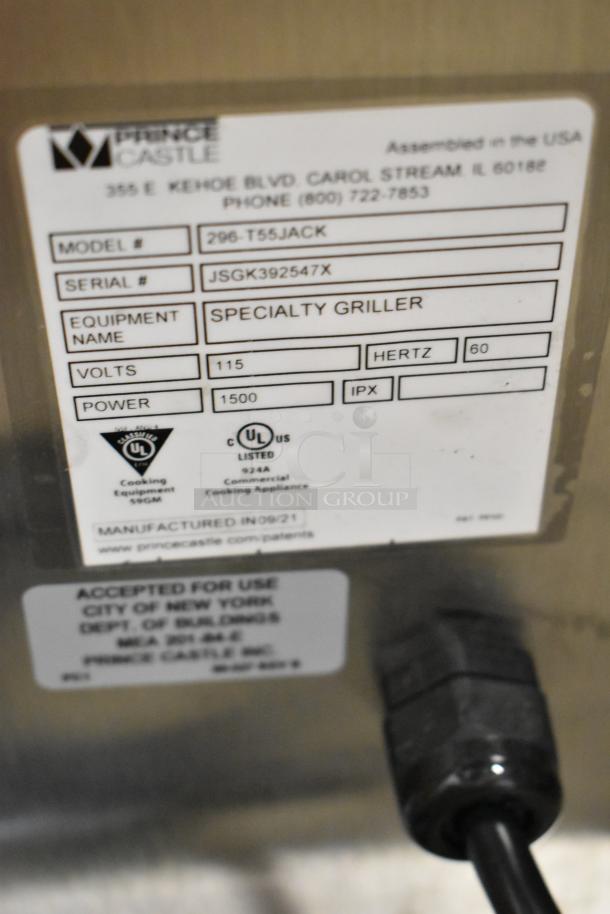 PRINCE
CASTLE
Assembled in the USA
355 E. KEHOE BLVD. CAROL STREAM, IL 60188
PHONE (800) 722-7853
MODEL # 296-T55JACK
SERIAL # JSGK392547X
EQUIPMENT NAME SPECIALTY GRILLER
VOLTS 115 HERTZ 60
POWER 1500 IPX
CLASSIFIED
UL
Cooking
Equipment
59GM
C UL US
LISTED
924A
Commercial
Cooking Appliance
AUCTION GROUP
MANUFACTURED IN 09/21
www.princecastle.com/patents
ACCEPTED FOR USE
CITY OF NEW YORK
DEPT. OF BUILDINGS
MEA 201-84-E
PRINCE CASTLE INC.